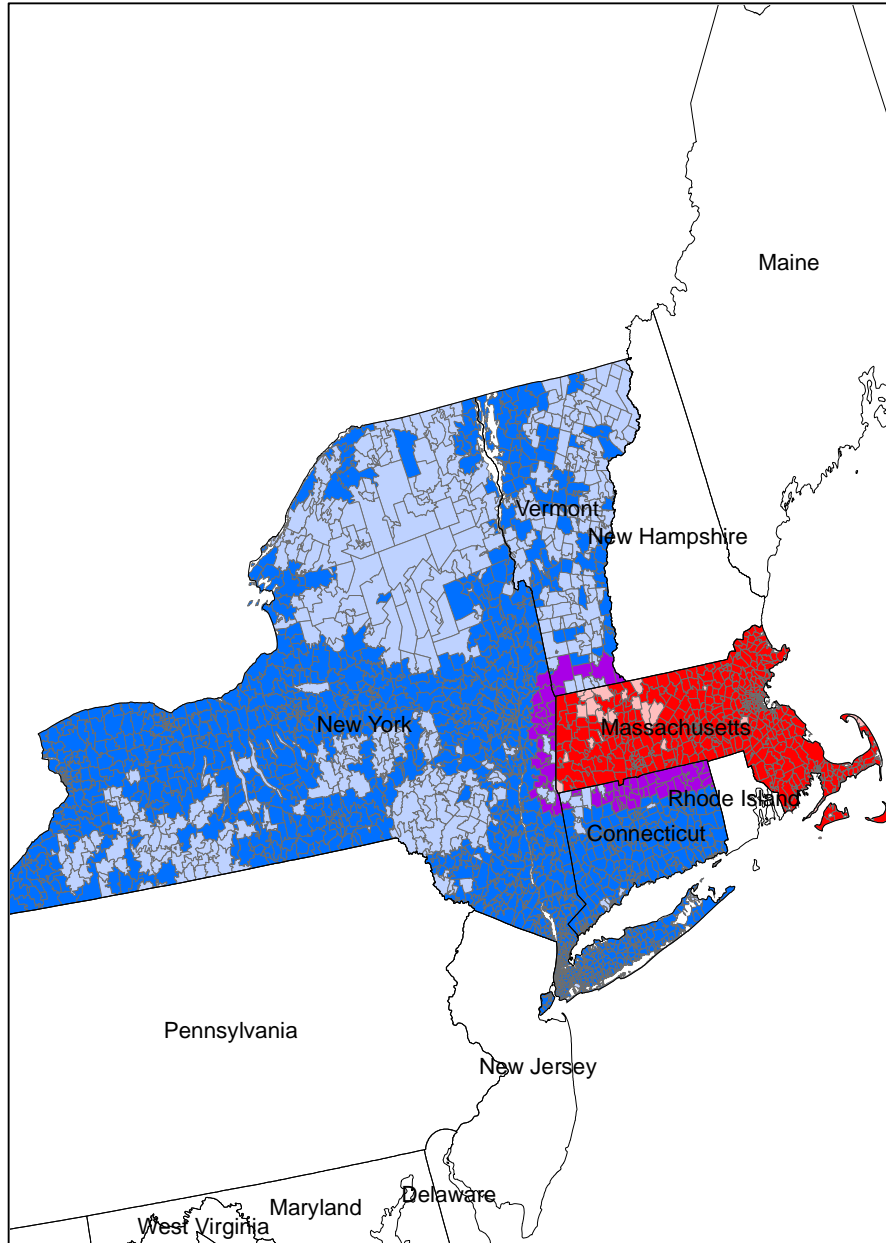 Maine
Vermont
New Hampshire
New York
Massachusetts
Rhode Island
Connecticut
Pennsylvania
New Jersey
Delaware
Maryland
West Virginia